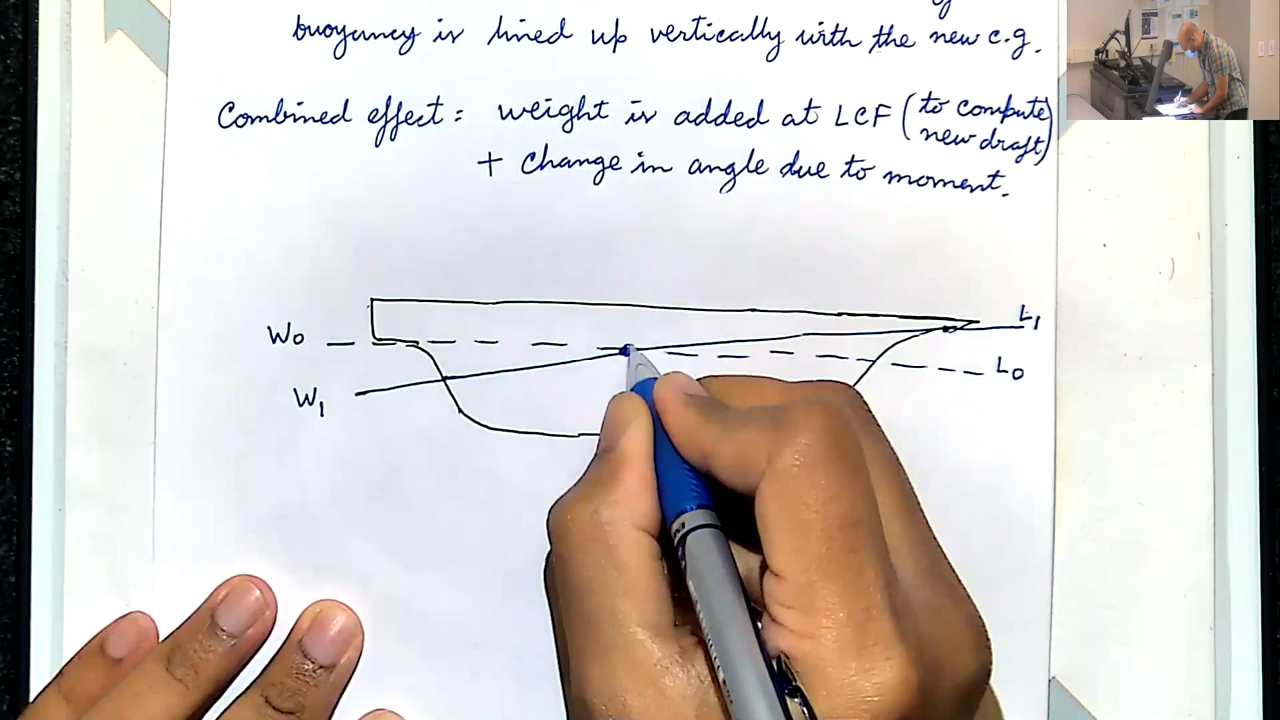 buoyancy is lined up vertically with the new c.g.
Combined effect: weight is added at LCF (to compute
new draft)
+ change in angle due to moment.
L1
W0
L0
W1